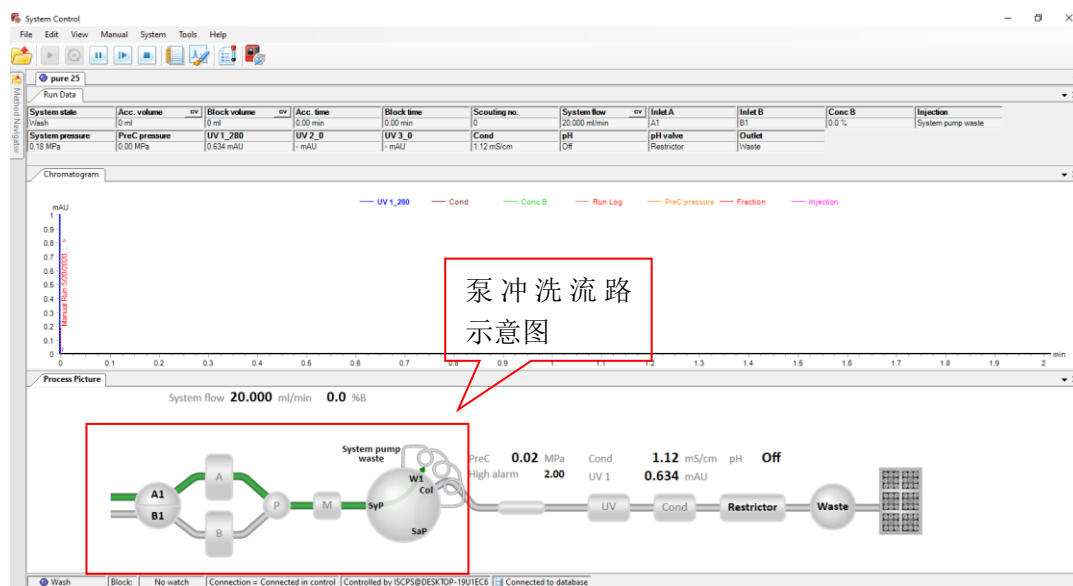 System Control
File Edit View Manual System Tools Help
pure 25
Method Navigator
Run Data
System state Acc. volume cv Block volume cv Acc. time Block time Scouting no. System flow cv Inlet A Inlet B Conc B Injection
Wash 0 ml 0 ml 0.00 min 0.00 min 0 20.000 ml/min A1 B1 0.0 % System pump waste
System pressure PreC pressure UV 1_280 UV 2_0 UV 3_0 Cond pH pH valve Outlet
0.18 MPa 0.00 MPa 0.634 mAU - mAU - mAU 1.12 mS/cm Off Restrictor Waste
Chromatogram
UV 1_280 Cond Conc B Run Log PreC pressure Fraction Injection
mAU
1
0.9
0.8
0.7
0.6
0.5
0.4
0.3
0.2
0.1
0
0 0.1 0.2 0.3 0.4 0.5 0.6 0.7 0.8 0.9 1 1.2 1.3 1.4 1.5 1.6 1.7 1.8 1.9 2 min
泵冲洗流路
示意图
Process Picture
System flow 20.000 ml/min 0.0 %B
System pump
waste
PreC 0.02 MPa Cond 1.12 mS/cm pH Off
High alarm 2.00 UV 1 0.634 mAU
A
W1
Col
A1
B1
P M SyP UV Cond Restrictor Waste
B
SaP
Wash Block: No watch Connection = Connected in control Controlled by ISCPS@DESKTOP-19U1EC6 Connected to database